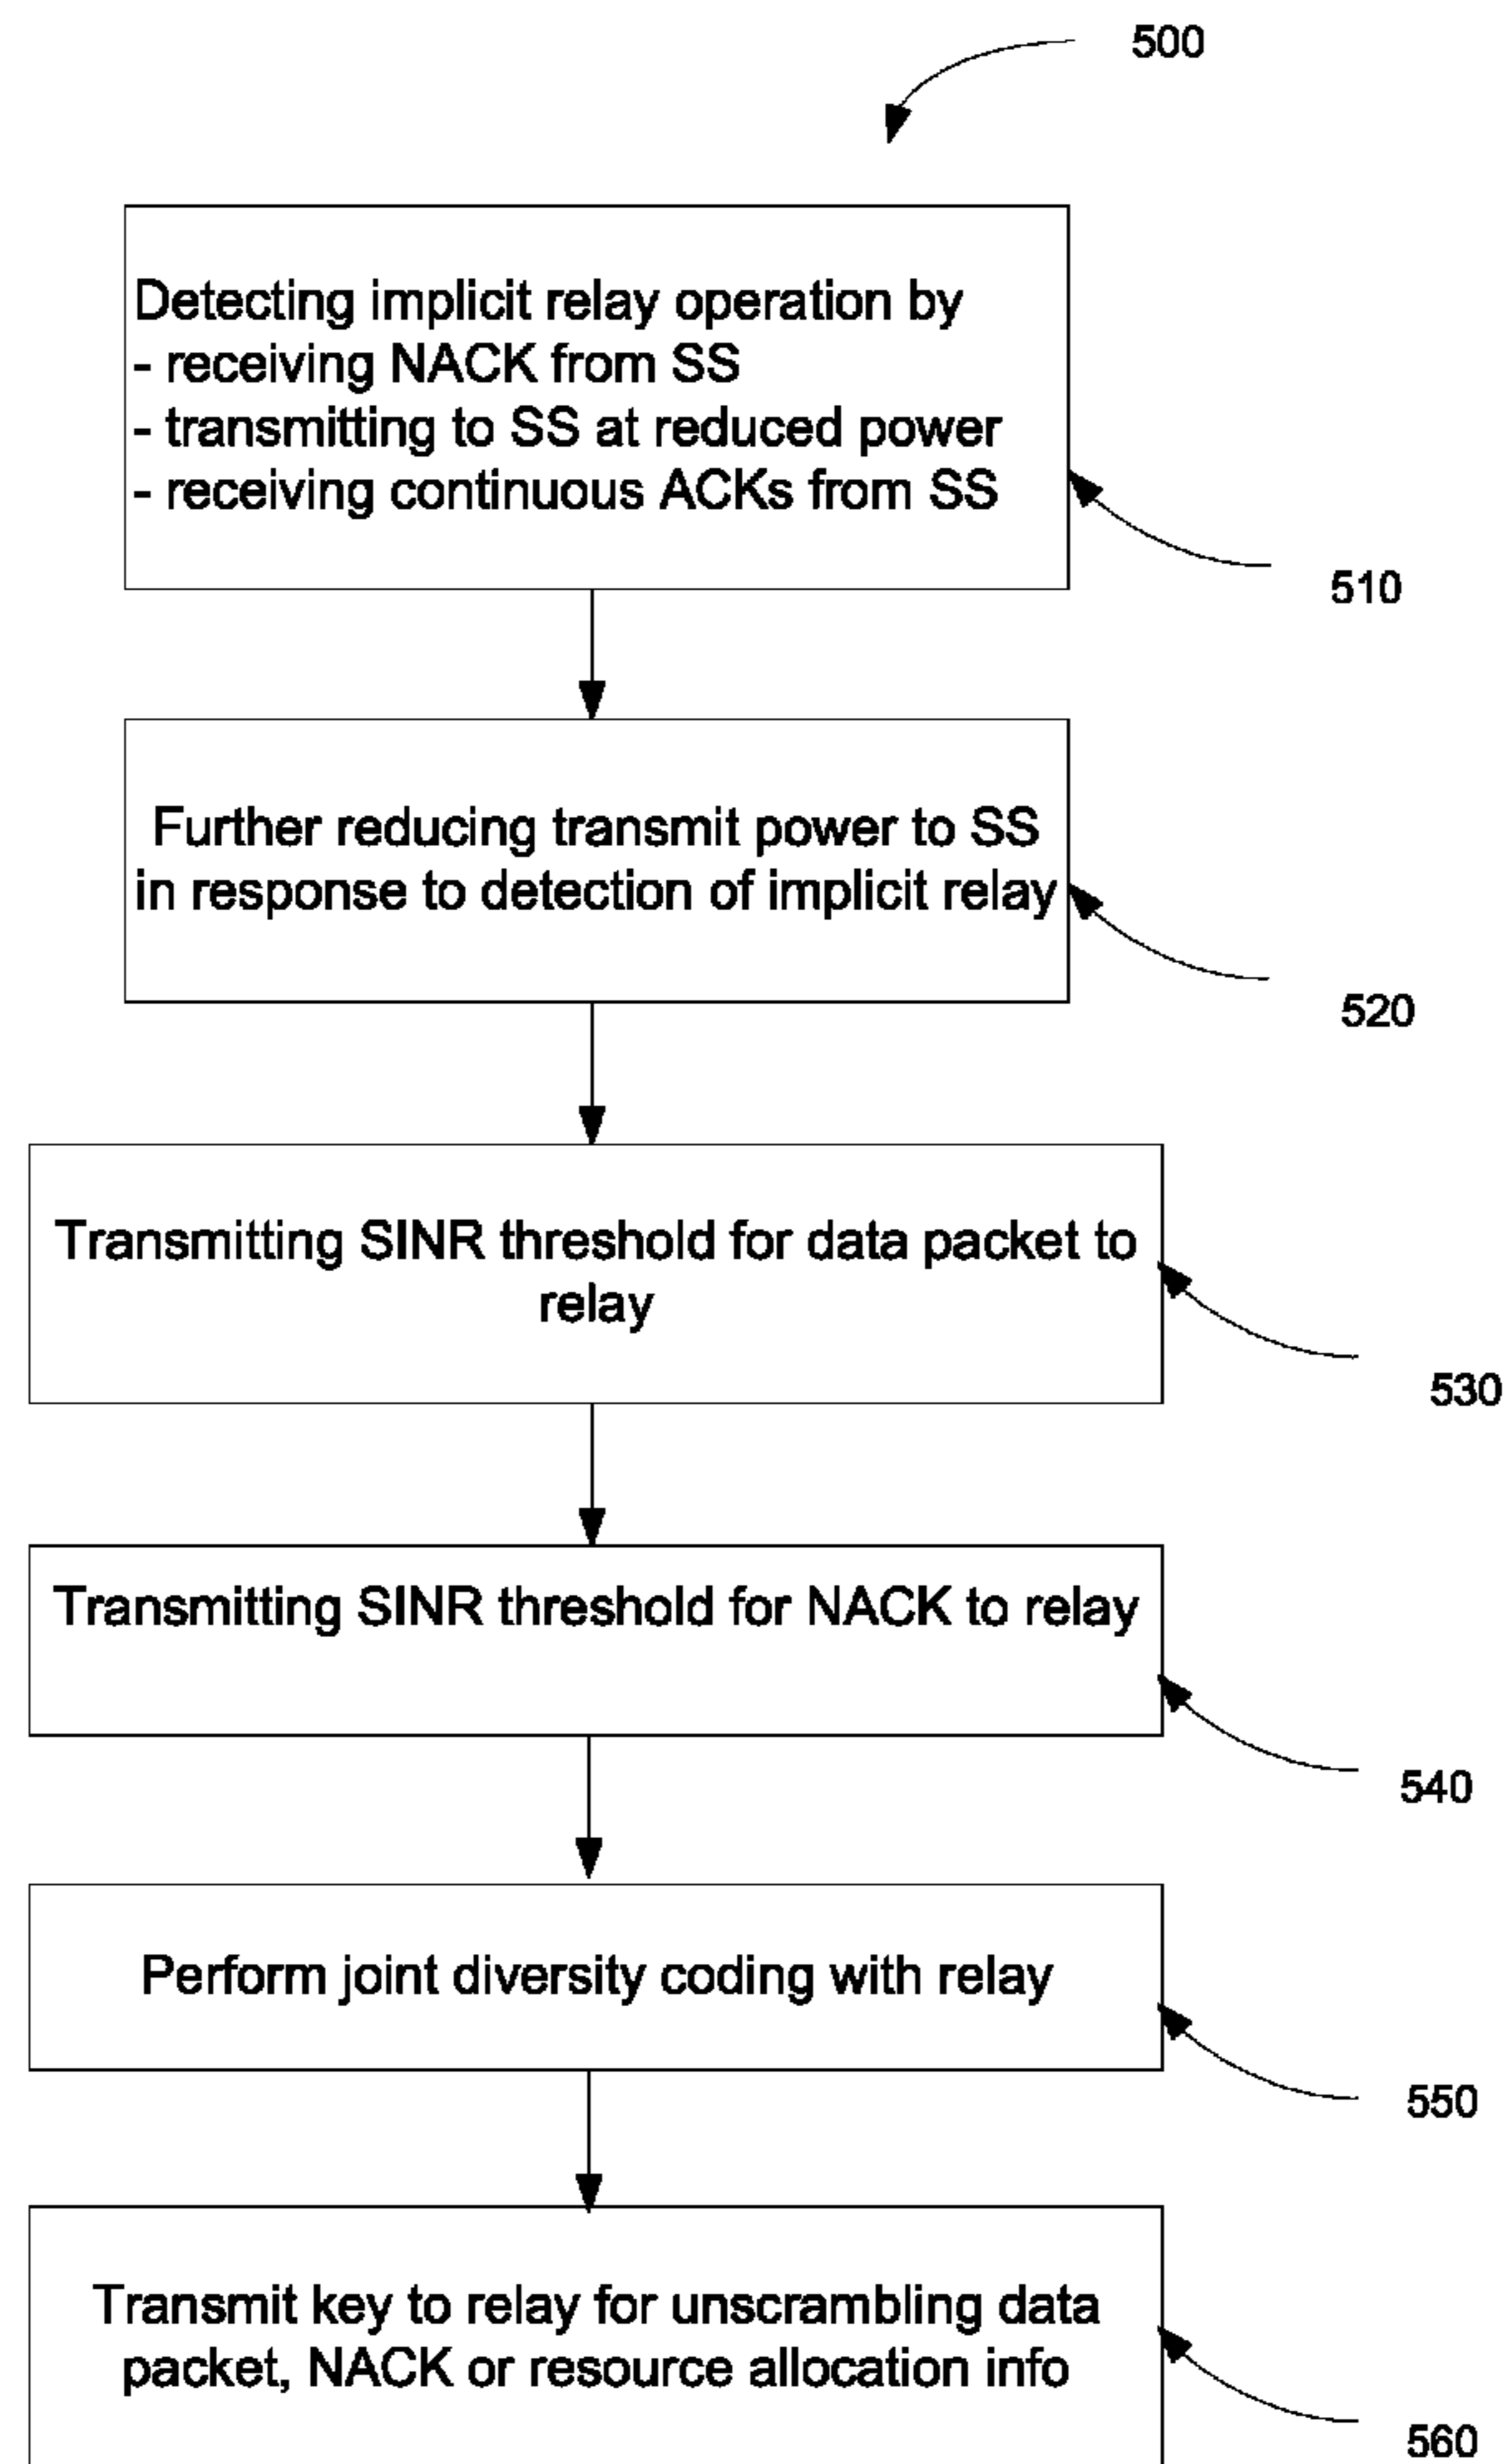 500
Detecting implicit relay operation by
- receiving NACK from SS
- transmitting to SS at reduced power
- receiving continuous ACKs from SS
510
Further reducing transmit power to SS
in response to detection of implicit relay
520
Transmitting SINR threshold for data packet to
relay
530
Transmitting SINR threshold for NACK to relay
540
Perform joint diversity coding with relay
550
Transmit key to relay for unscrambling data
packet, NACK or resource allocation info
560